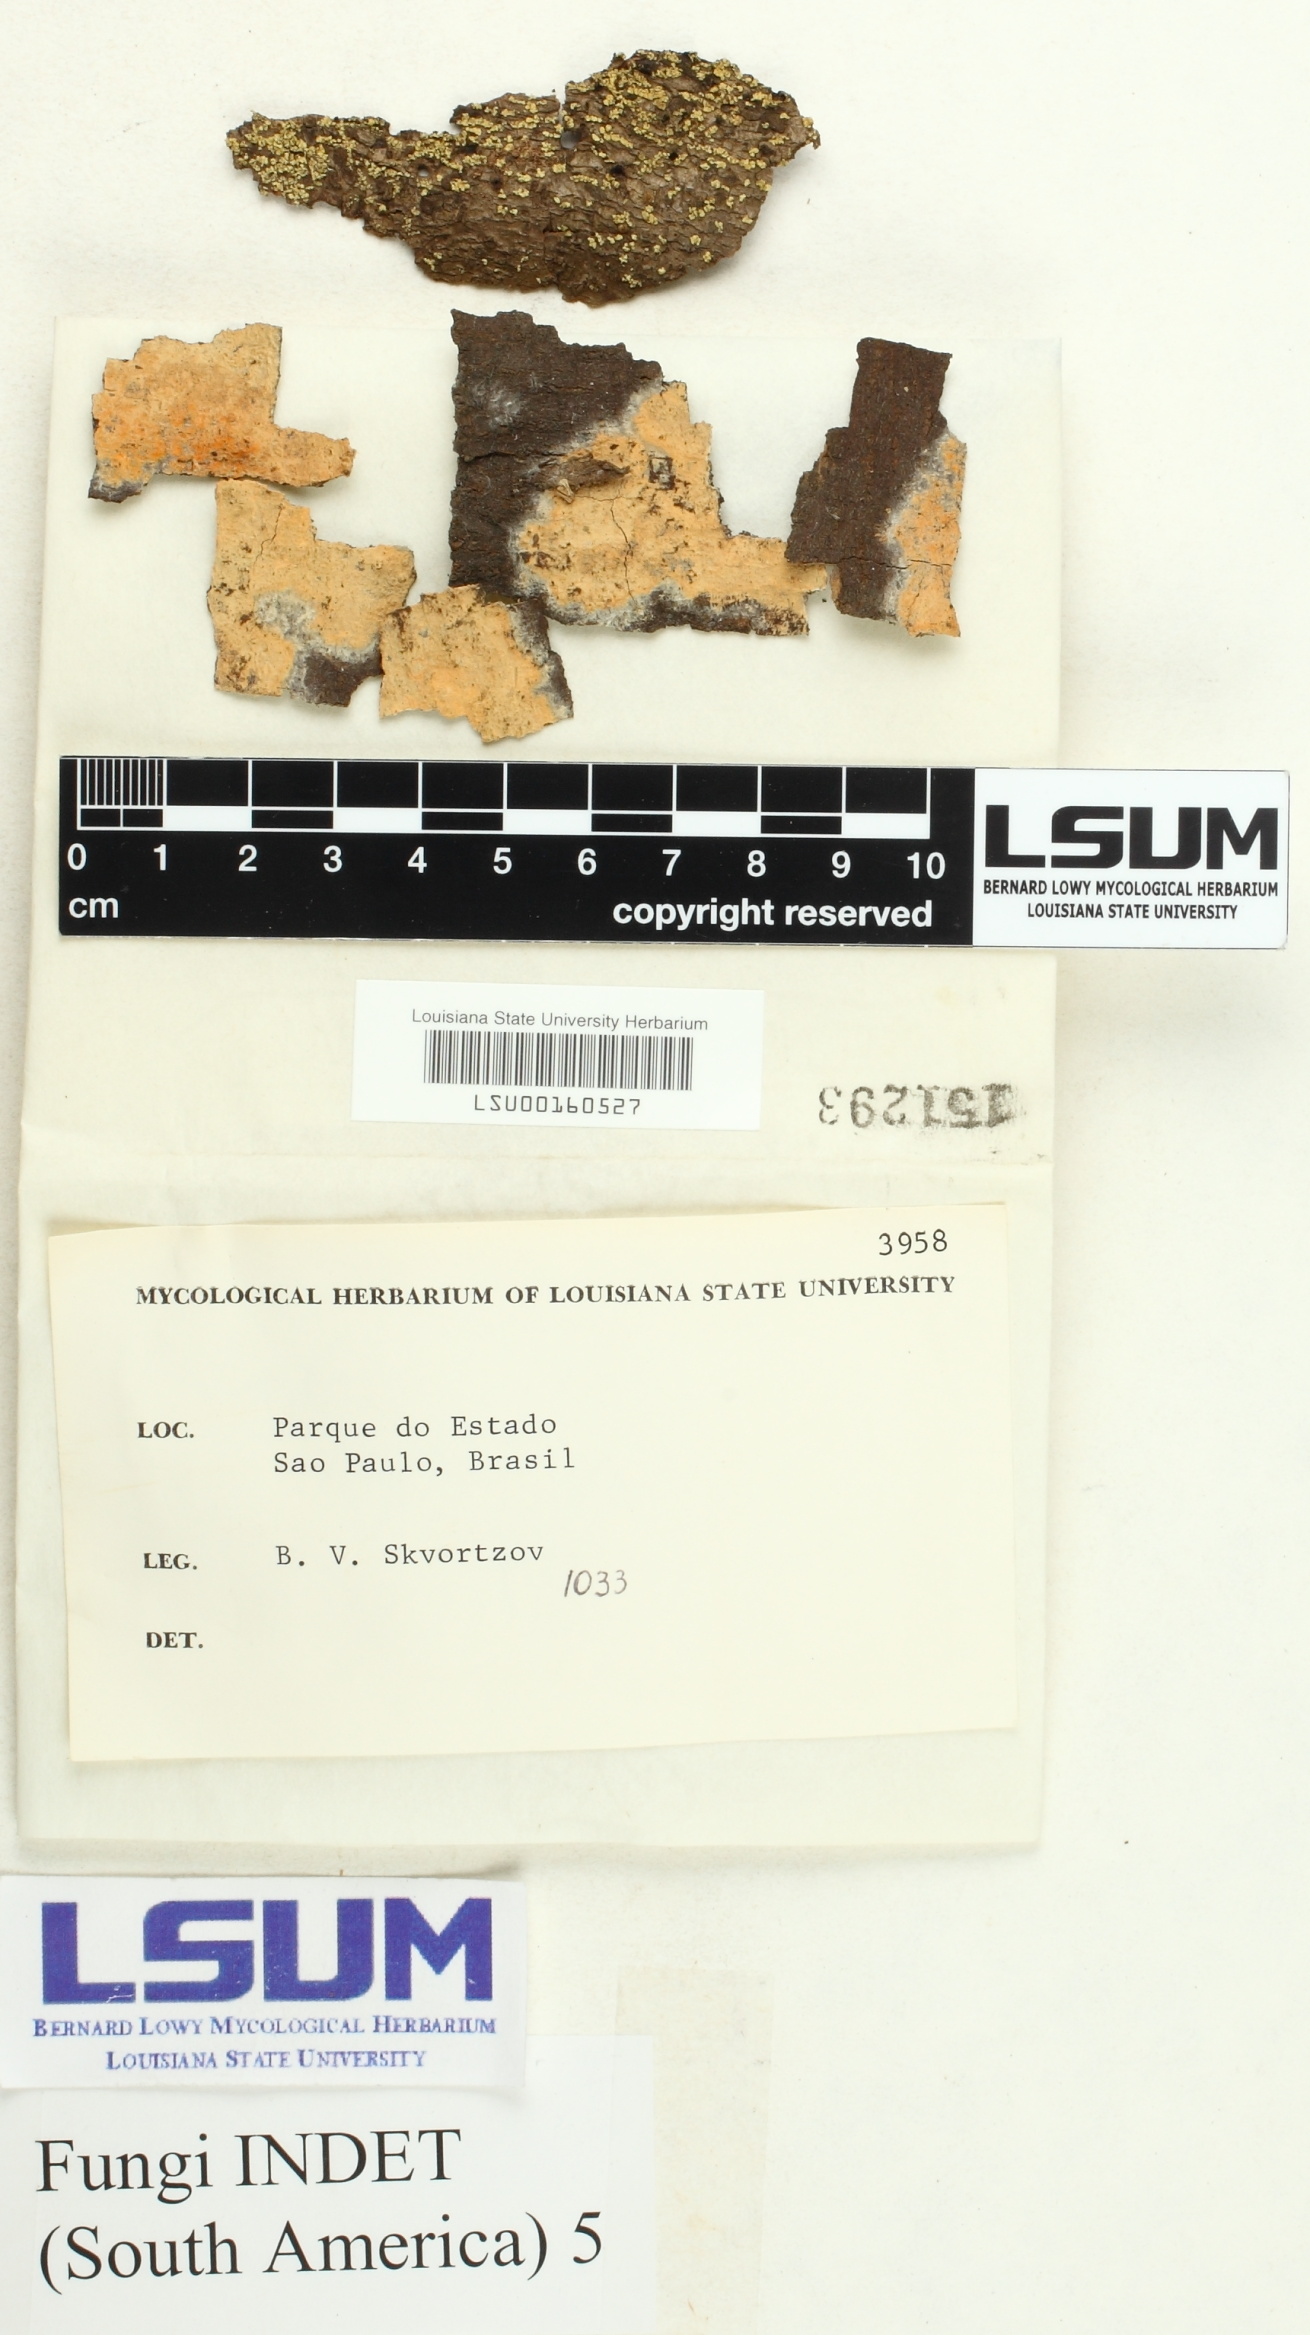 0 1 2 3 4 5 6 7 8 9 10
cm
copyright reserved
LSUM
BERNARD LOWY MYCOLOGICAL HERBARIUM
LOUISIANA STATE UNIVERSITY
Louisiana State University Herbarium
LSU00160527
151293
3958
MYCOLOGICAL HERBARIUM OF LOUISIANA STATE UNIVERSITY
LOC. Parque do Estado
Sao Paulo, Brasil
LEG. B. V. Skvortzov
1033
DET.
LSUM
BERNARD LOWY MYCOLOGICAL HERBARIUM
LOUISIANA STATE UNIVERSITY
Fungi INDET
(South America) 5